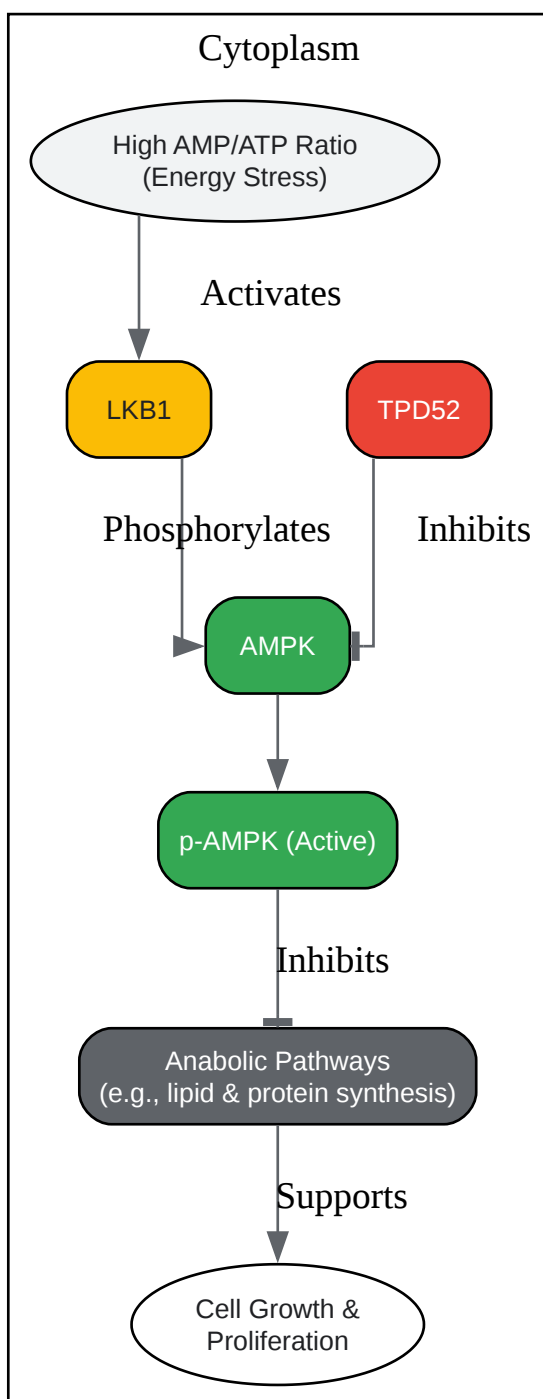 Cytoplasm
High AMP/ATP Ratio
(Energy Stress)
Activates
LKB1
TPD52
Phosphorylates
Inhibits
AMPK
p-AMPK (Active)
Inhibits
Anabolic Pathways
(e.g., lipid & protein synthesis)
Supports
Cell Growth &
Proliferation